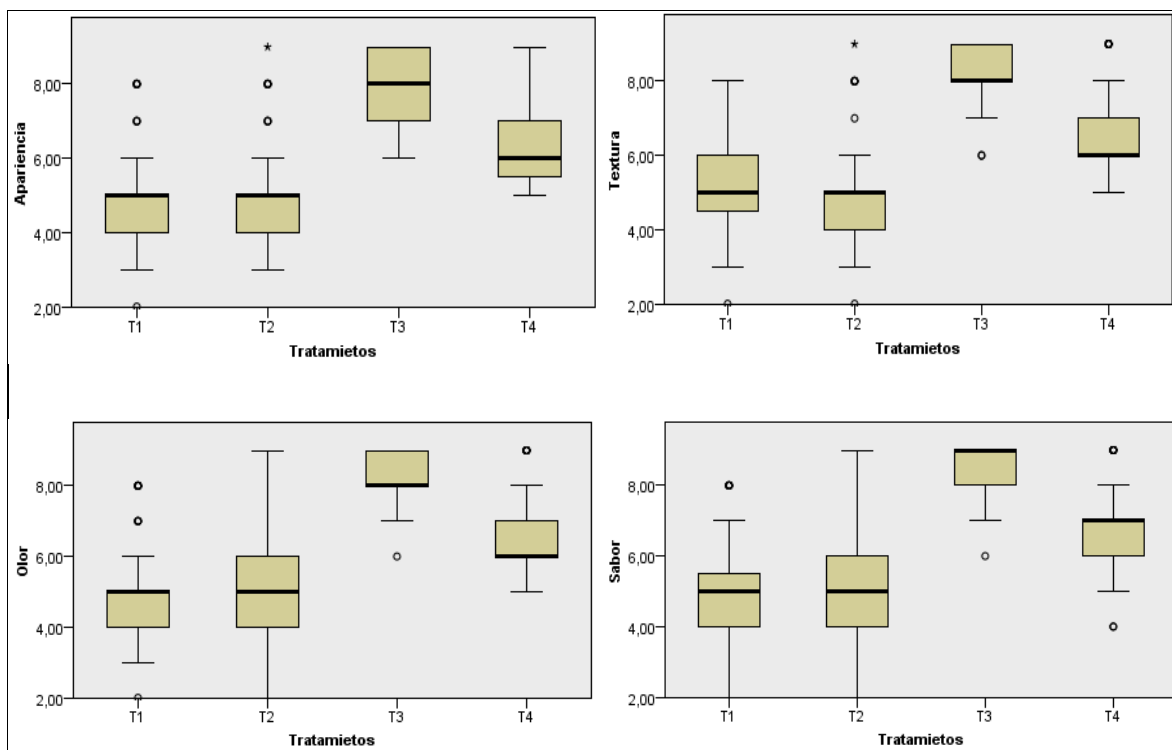 Apariencia
8,00
6,00
4,00
2,00
T1 T2 T3 T4
Tratamietos
Textura
8,00
6,00
4,00
2,00
T1 T2 T3 T4
Tratamietos
Olor
8,00
6,00
4,00
2,00
T1 T2 T3 T4
Tratamietos
Sabor
8,00
6,00
4,00
2,00
T1 T2 T3 T4
Tratamietos